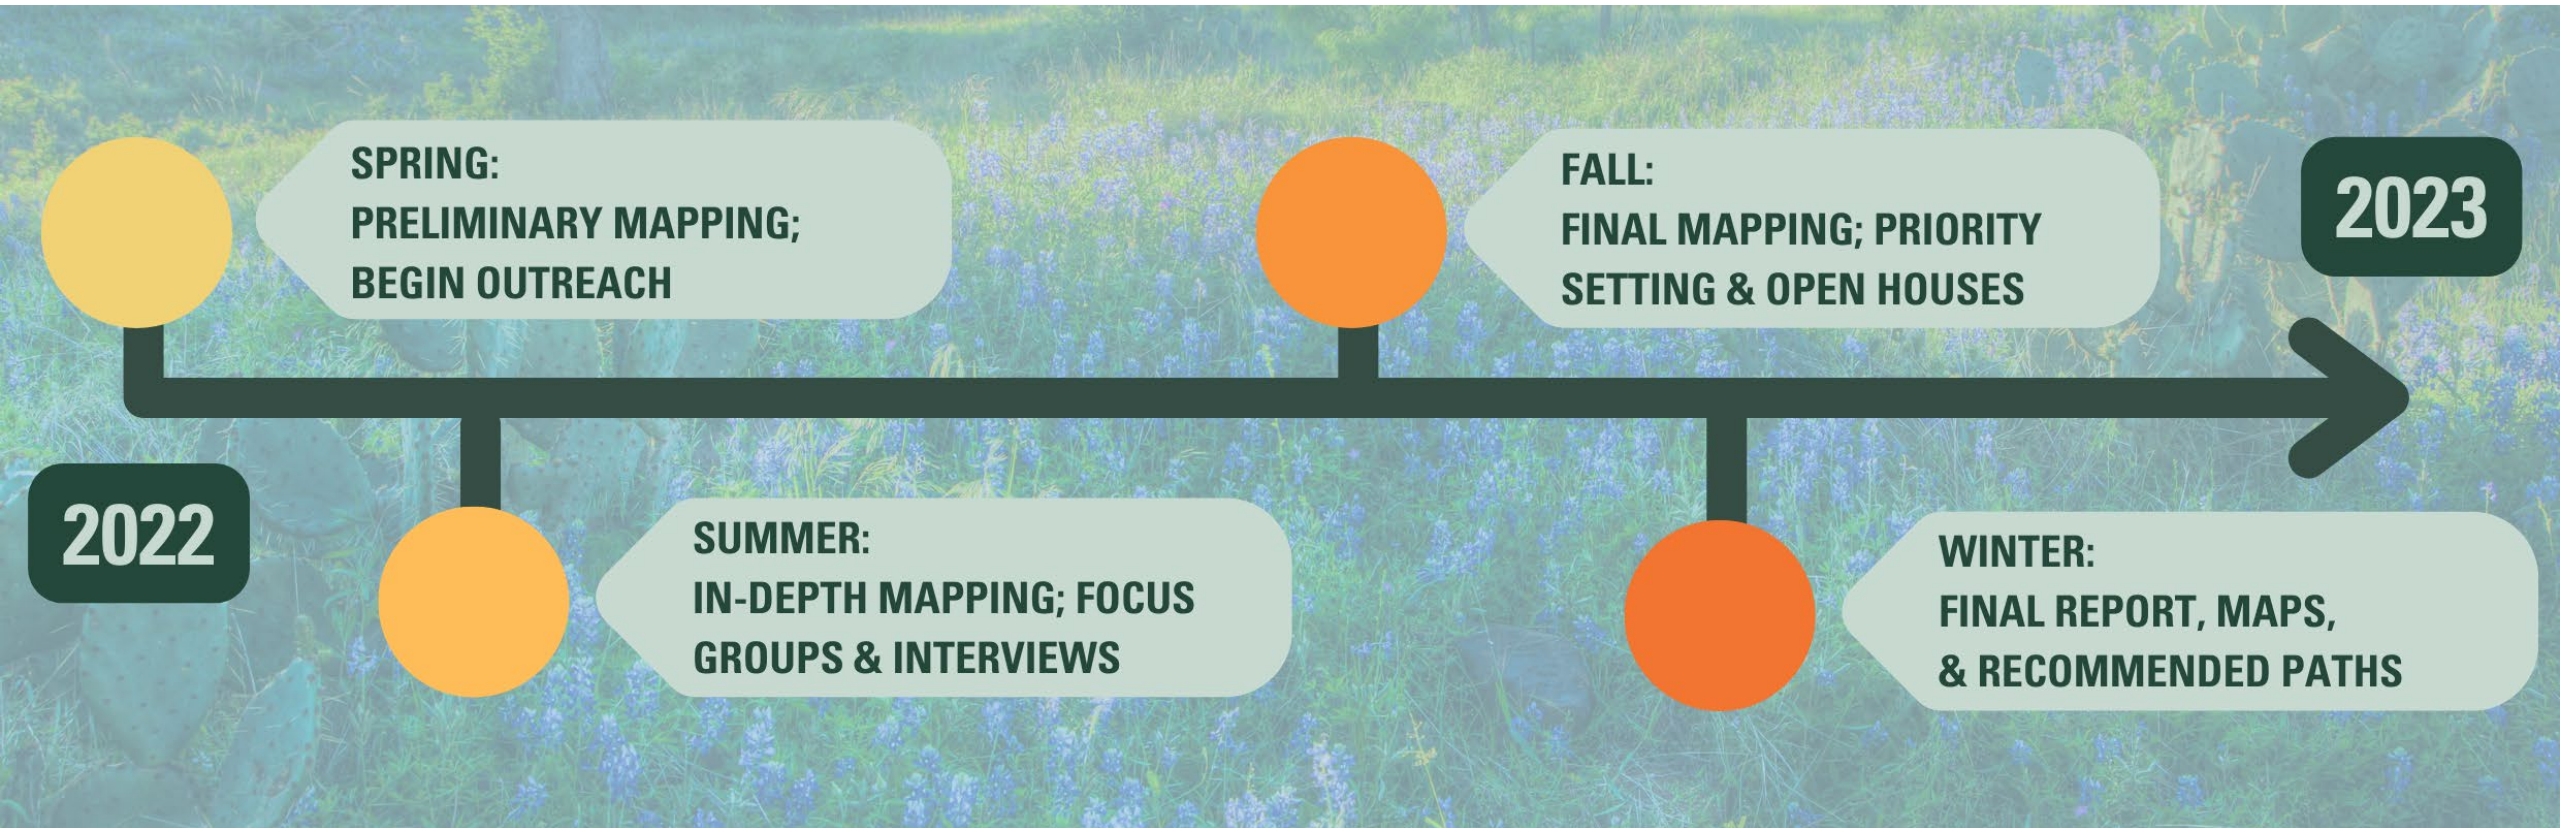 SPRING:
PRELIMINARY MAPPING;
BEGIN OUTREACH
FALL:
FINAL MAPPING; PRIORITY
SETTING & OPEN HOUSES
2023
2022
SUMMER:
IN-DEPTH MAPPING; FOCUS
GROUPS & INTERVIEWS
WINTER:
FINAL REPORT, MAPS,
& RECOMMENDED PATHS